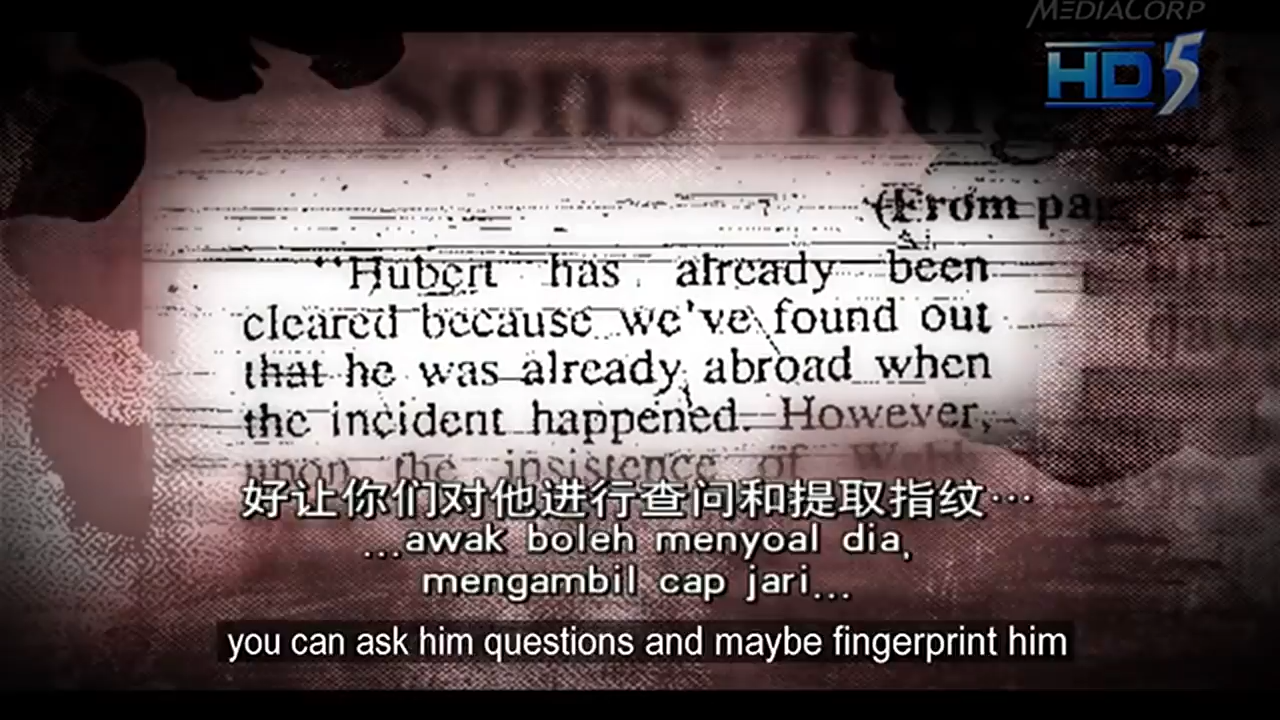 MEDIACORP
HD5
sons'
(From
"Hubert has already been
cleared because we've found out
that he was already abroad when
the incident happened. However,
upon the insistence of
好让你们对他进行查问和提取指纹…
...awak boleh menyoal dia,
mengambil cap jari...
you can ask him questions and maybe fingerprint him